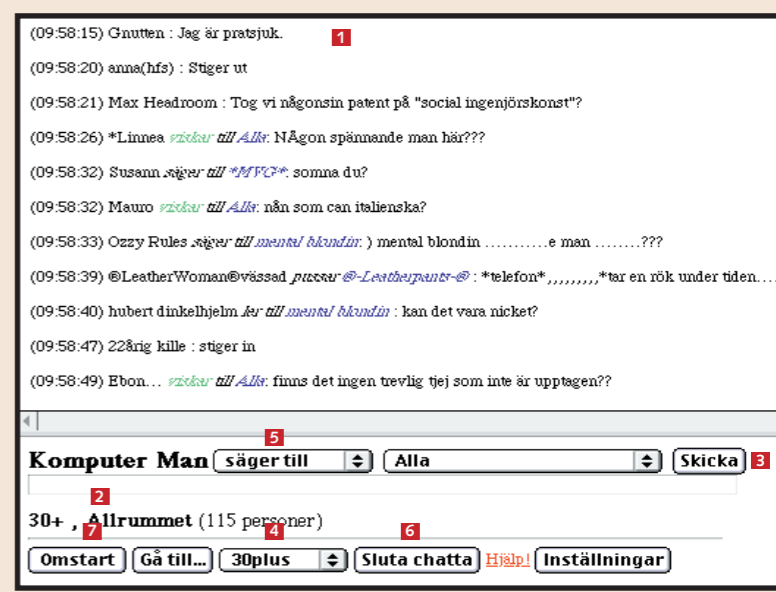 (09:58:15) Gnutten : Jag är pratsjuk. 1
(09:58:20) anna(hfs) : Stiger ut
(09:58:21) Max Headroom : Tog vi någonsin patent på "social ingenjörskonst"?
(09:58:26) *Linnea viskar till Alla: NÅgon spännande man här???
(09:58:32) Susann säger till *MVG*: somna du?
(09:58:32) Mauro viskar till Alla: nån som can italienska?
(09:58:33) Ozzy Rules säger till mental blondin: ) mental blondin ...........e man ........???
(09:58:39) ®LeatherWoman®vässad pussar @-Leatherpants-@ : *telefon*,,,,,,,,,*tar en rök under tiden....
(09:58:40) hubert dinkelhjelm ler till mental blondin : kan det vara nicket?
(09:58:47) 22årig kille : stiger in
(09:58:49) Ebon... viskar till Alla: finns det ingen trevlig tjej som inte är upptagen??
5
Komputer Man säger till Alla Skicka 3
2
30+ , Allrummet (115 personer)
7 4 6
Omstart Gå till... 30plus Sluta chatta Hjälp! Inställningar